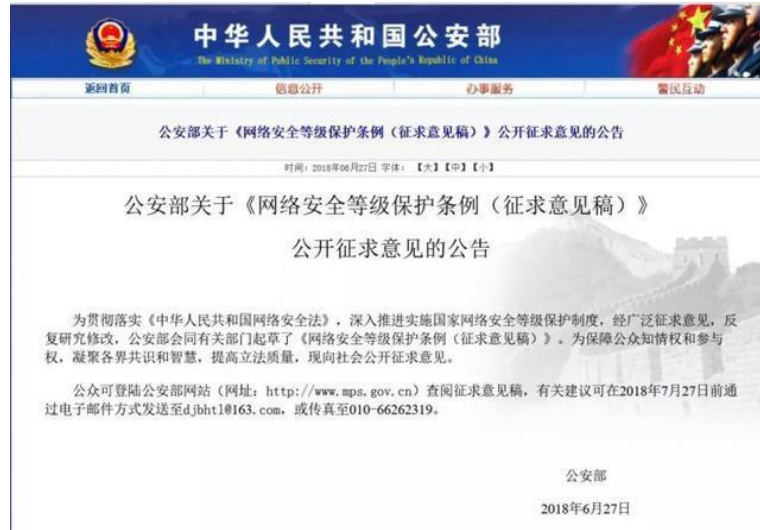 中华人民共和国公安部
The Ministry of Public Security of the People's Republic of China
返回首页 信息公开 办事服务 警民互动
公安部关于《网络安全等级保护条例（征求意见稿）》公开征求意见的公告
时间：2018年06月27日 字体：【大】【中】【小】
公安部关于《网络安全等级保护条例（征求意见稿）》
公开征求意见的公告
为贯彻落实《中华人民共和国网络安全法》，深入推进实施国家网络安全等级保护制度，经广泛征求意见，反
复研究修改，公安部会同有关部门起草了《网络安全等级保护条例（征求意见稿）》。为保障公众知情权和参与
权，凝聚各界共识和智慧，提高立法质量，现向社会公开征求意见。
公众可登陆公安部网站（网址：http://www.mps.gov.cn）查阅征求意见稿，有关建议可在2018年7月27日前通
过电子邮件方式发送至djbhtl@163.com，或传真至010-66262319。
公安部
2018年6月27日